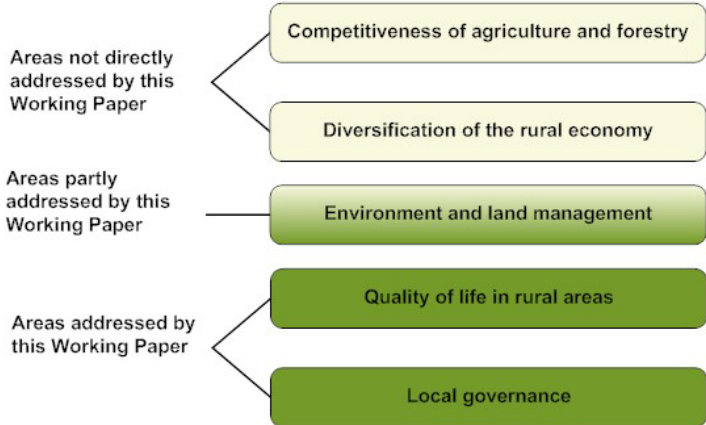 Competitiveness of agriculture and forestry
Areas not directly
addressed by this
Working Paper
Diversification of the rural economy
Areas partly
addressed by this
Working Paper
Environment and land management
Quality of life in rural areas
Areas addressed by
this Working Paper
Local governance